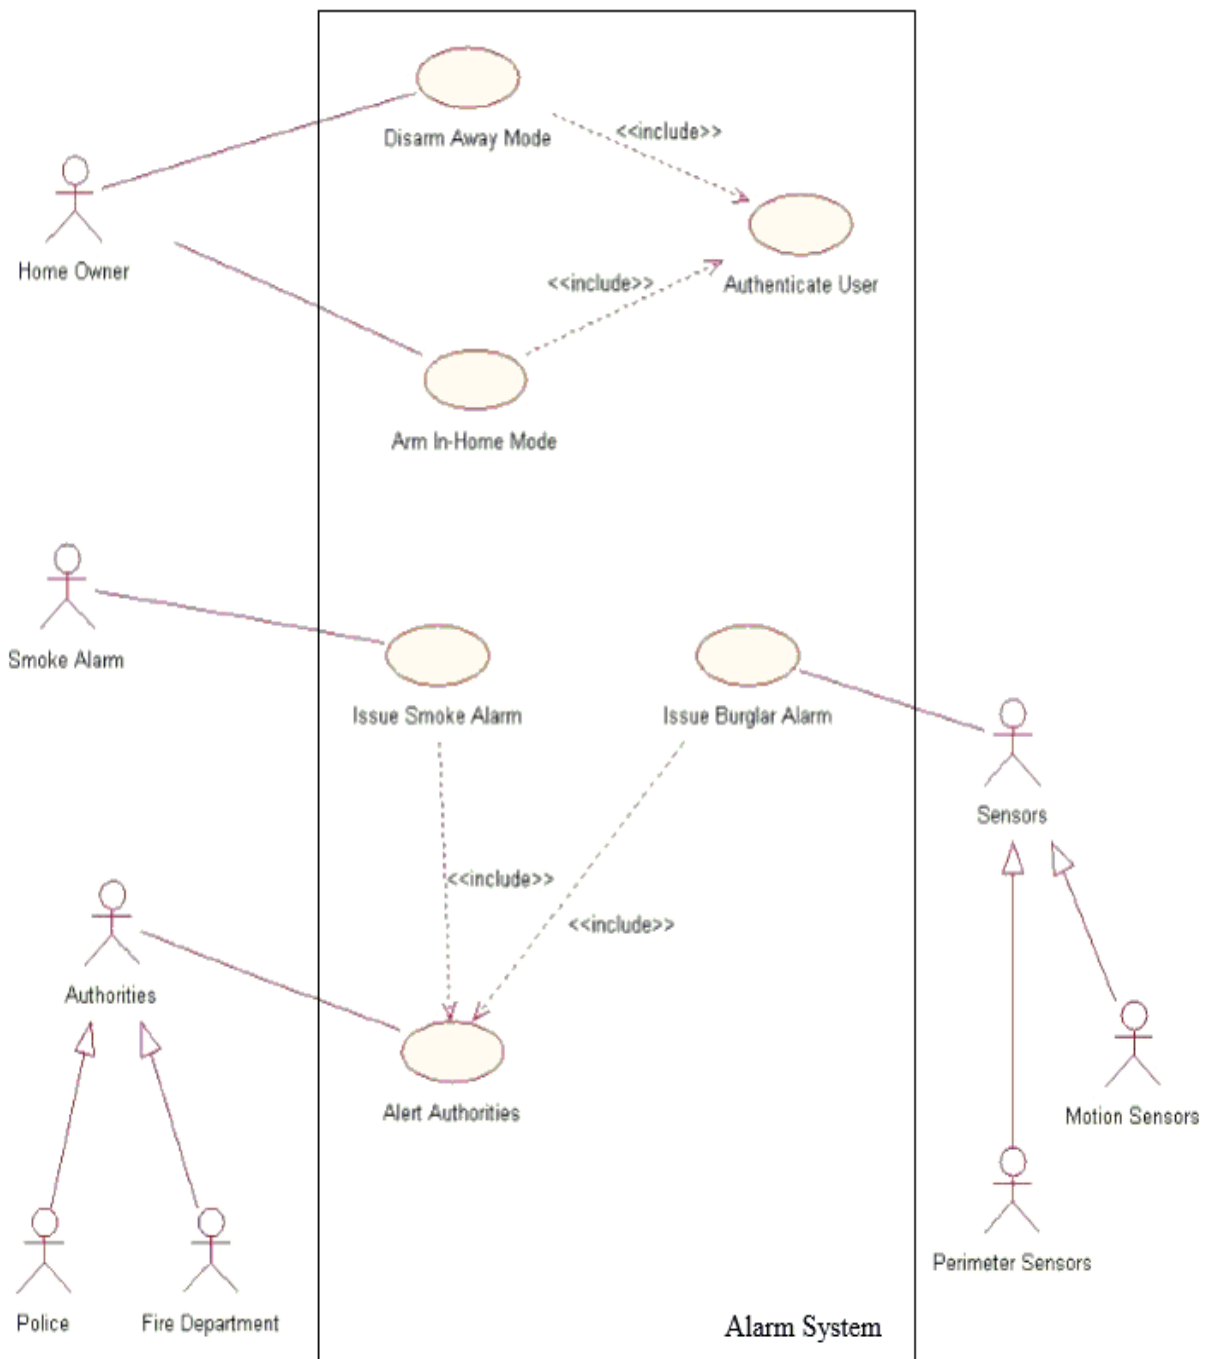 Disarm Away Mode
<<include>>
Home Owner
<<include>>
Authenticate User
Arm In-Home Mode
Smoke Alarm
Issue Smoke Alarm
Issue Burglar Alarm
Sensors
<<include>>
<<include>>
Authorities
Alert Authorities
Motion Sensors
Perimeter Sensors
Police
Fire Department
Alarm System